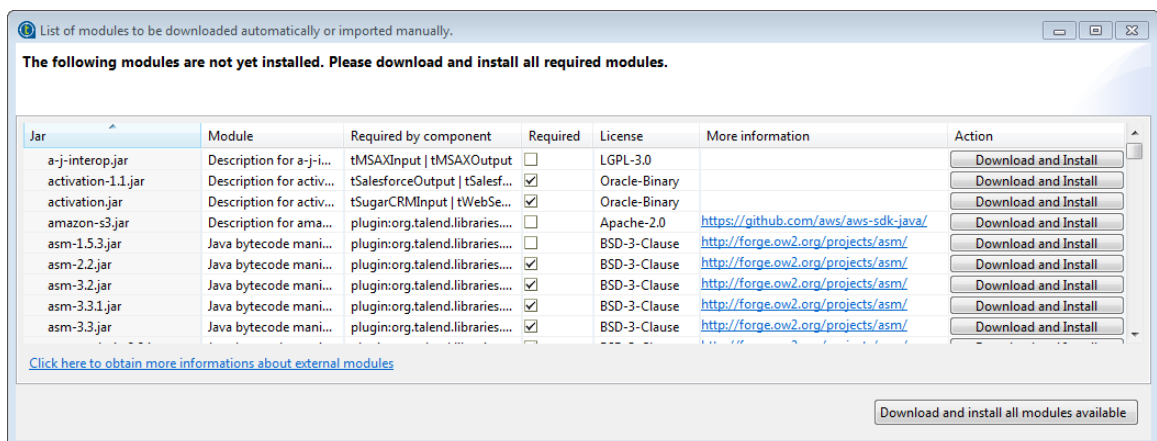 List of modules to be downloaded automatically or imported manually.
The following modules are not yet installed. Please download and install all required modules.
Jar Module Required by component Required License More information Action
a-j-interop.jar Description for a-j-i... tMSAXInput | tMSAXOutput LGPL-3.0 Download and Install
activation-1.1.jar Description for activ... tSalesforceOutput | tSalesf... Oracle-Binary Download and Install
activation.jar Description for activ... tSugarCRMInput | tWebSe... Oracle-Binary Download and Install
amazon-s3.jar Description for ama... plugin:org.talend.libraries.... Apache-2.0 https://github.com/aws/aws-sdk-java/ Download and Install
asm-1.5.3.jar Java bytecode mani... plugin:org.talend.libraries.... BSD-3-Clause http://forge.ow2.org/projects/asm/ Download and Install
asm-2.2.jar Java bytecode mani... plugin:org.talend.libraries.... BSD-3-Clause http://forge.ow2.org/projects/asm/ Download and Install
asm-3.2.jar Java bytecode mani... plugin:org.talend.libraries.... BSD-3-Clause http://forge.ow2.org/projects/asm/ Download and Install
asm-3.3.1.jar Java bytecode mani... plugin:org.talend.libraries.... BSD-3-Clause http://forge.ow2.org/projects/asm/ Download and Install
asm-3.3.jar Java bytecode mani... plugin:org.talend.libraries.... BSD-3-Clause http://forge.ow2.org/projects/asm/ Download and Install
Click here to obtain more informations about external modules
Download and install all modules available